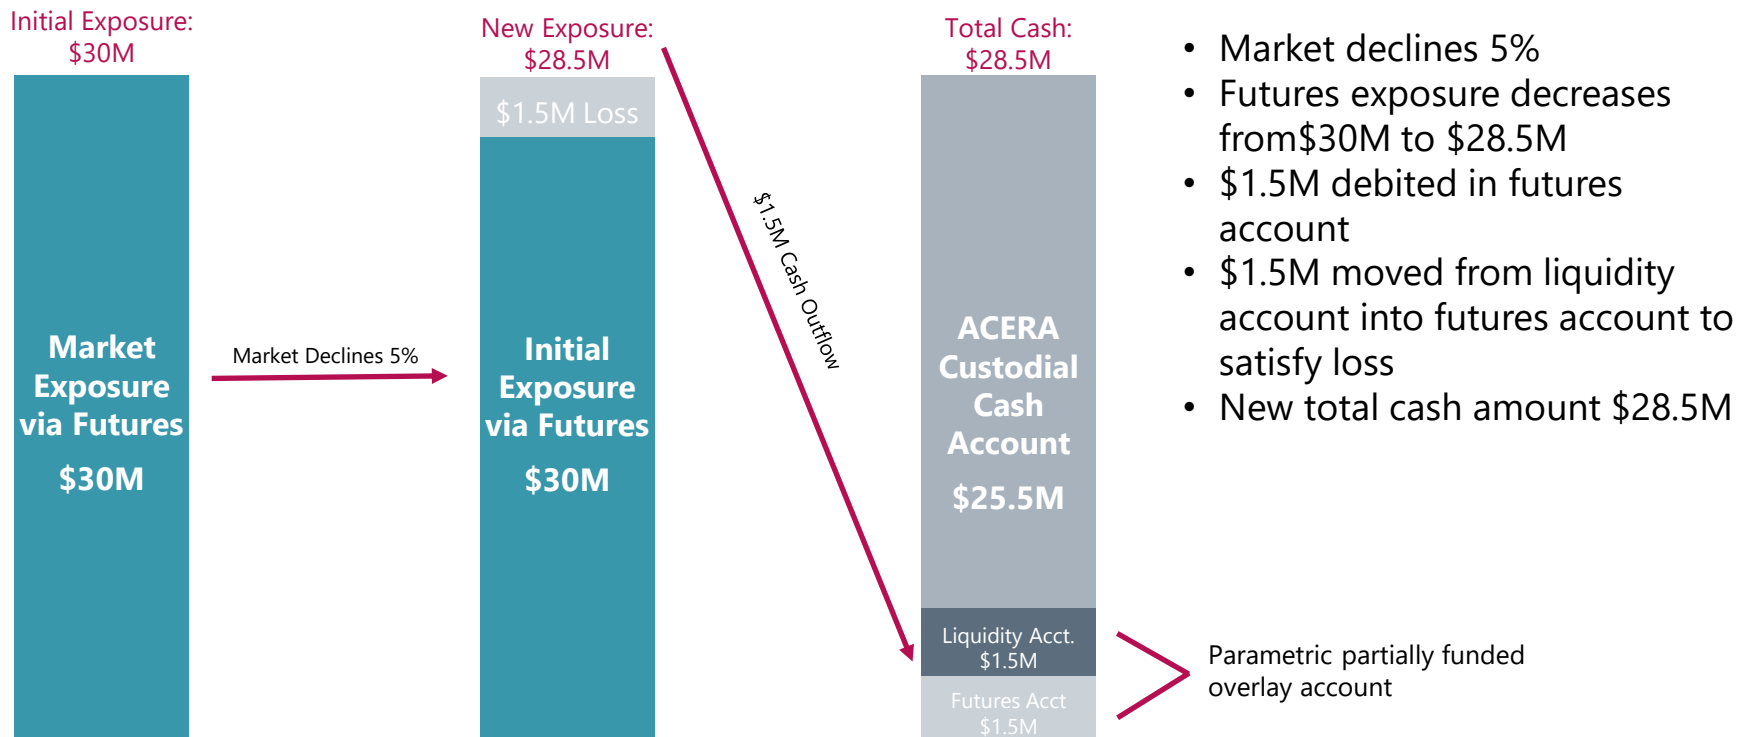 Initial Exposure:
$30M
Market
Exposure
via Futures
$30M
Market Declines 5%
New Exposure:
$28.5M
$1.5M Loss
Initial
Exposure
via Futures
$30M
$1.5M Cash Outflow
Total Cash:
$28.5M
ACERA
Custodial
Cash
Account
$25.5M
Liquidity Acct.
$1.5M
Futures Acct
$1.5M
• Market declines 5%
• Futures exposure decreases
from$30M to $28.5M
• $1.5M debited in futures
account
• $1.5M moved from liquidity
account into futures account to
satisfy loss
• New total cash amount $28.5M
Parametric partially funded
overlay account